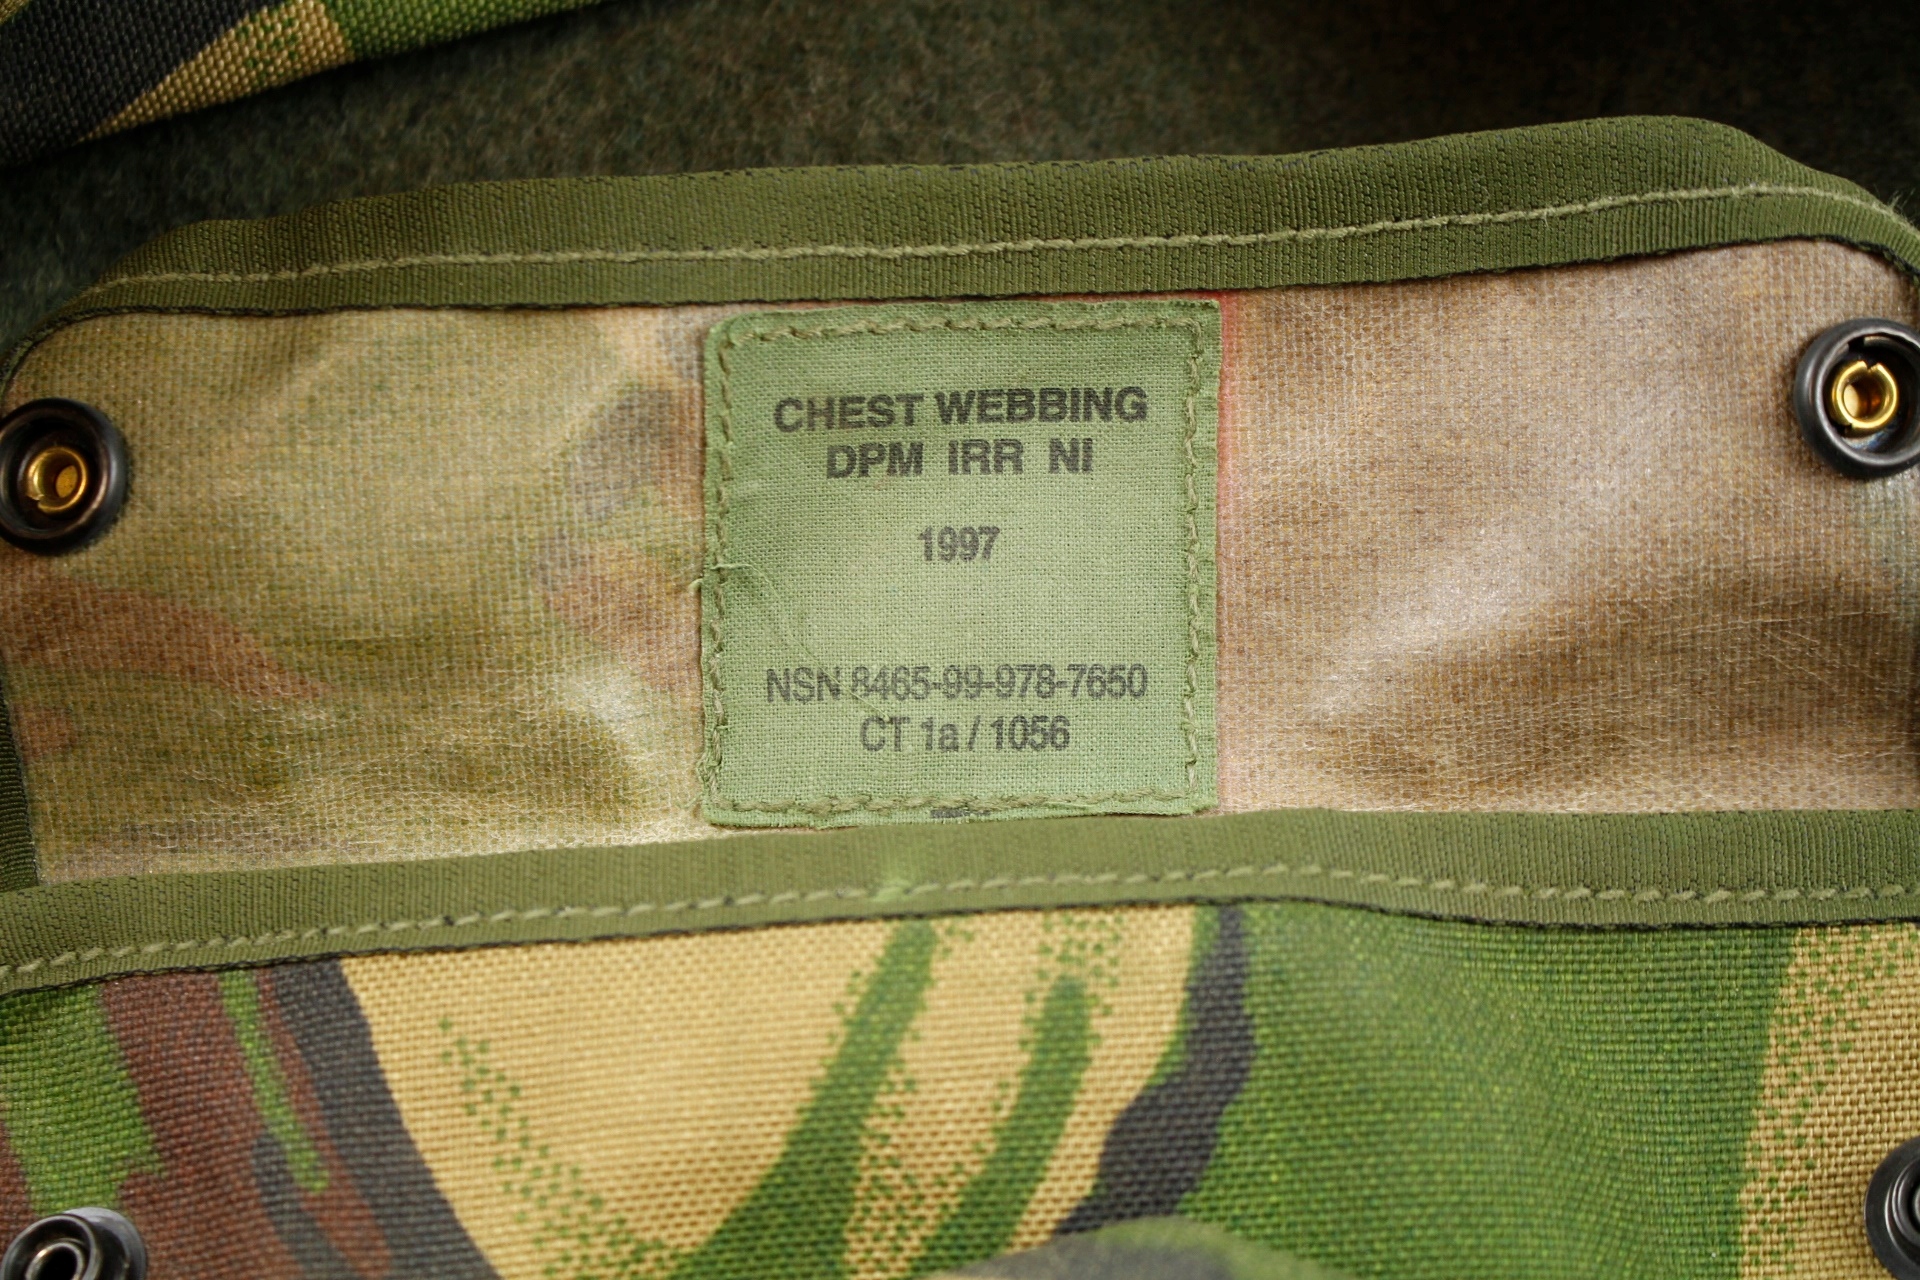 CHEST WEBBING
DPM IRR NI
1997
NSN 8465-99-978-7650
CT 1a / 1056